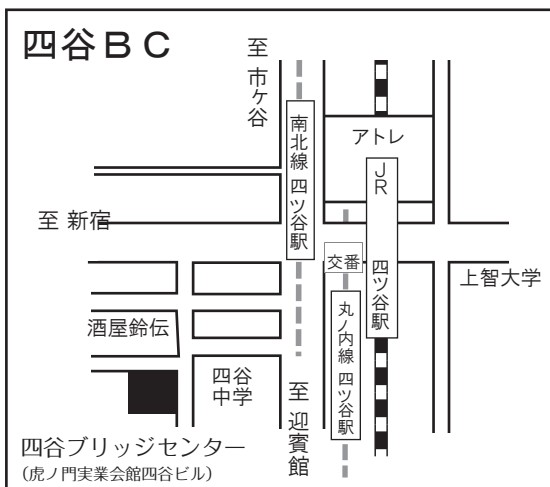 四谷ＢＣ
至 市ヶ谷
南北線 四ツ谷駅
アトレ
JR 四ツ谷駅
至 新宿
交番
上智大学
丸ノ内線 四ツ谷駅
酒屋鈴伝
四谷
中学
至 迎賓館
四谷ブリッジセンター
(虎ノ門実業会館四谷ビル)